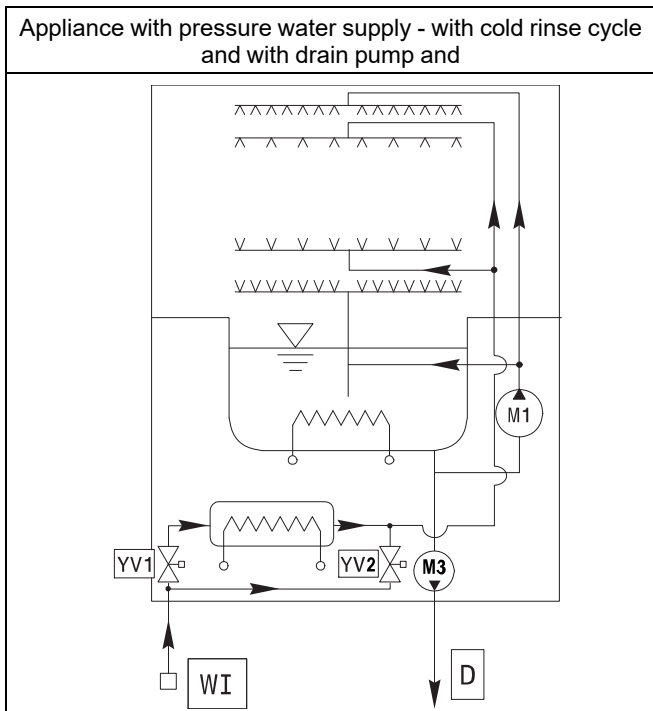 Appliance with pressure water supply - with cold rinse cycle
and with drain pump and
M1
YV1
YV2
M3
WI
D